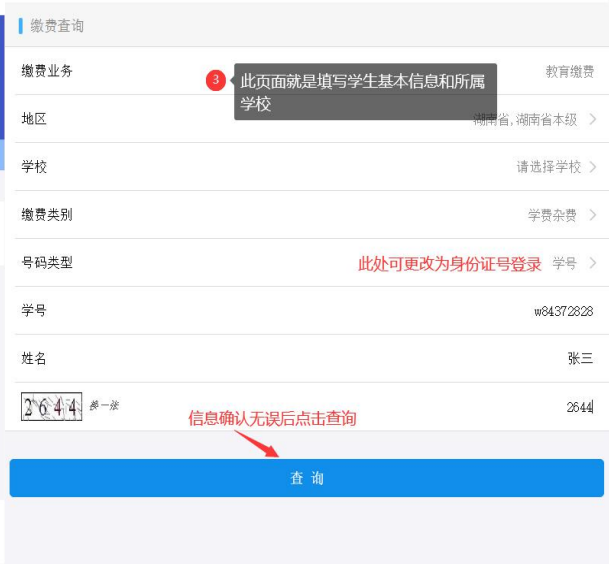 缴费查询
缴费业务
教育缴费
3
此页面就是填写学生基本信息和所属
学校
地区
湖南省,湖南省本级
学校
请选择学校
缴费类别
学费杂费
号码类型
此处可更改为身份证号登录
学号
学号
w84372828
姓名
张三
2644
换一张
2644
信息确认无误后点击查询
查 询